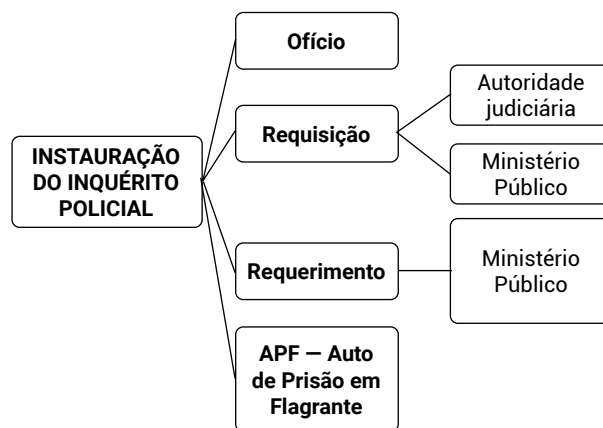 INSTAURAÇÃO
DO INQUÉRITO
POLICIAL
Ofício
Requisição
Autoridade
judiciária
Ministério
Público
Requerimento
Ministério
Público
APF — Auto
de Prisão em
Flagrante